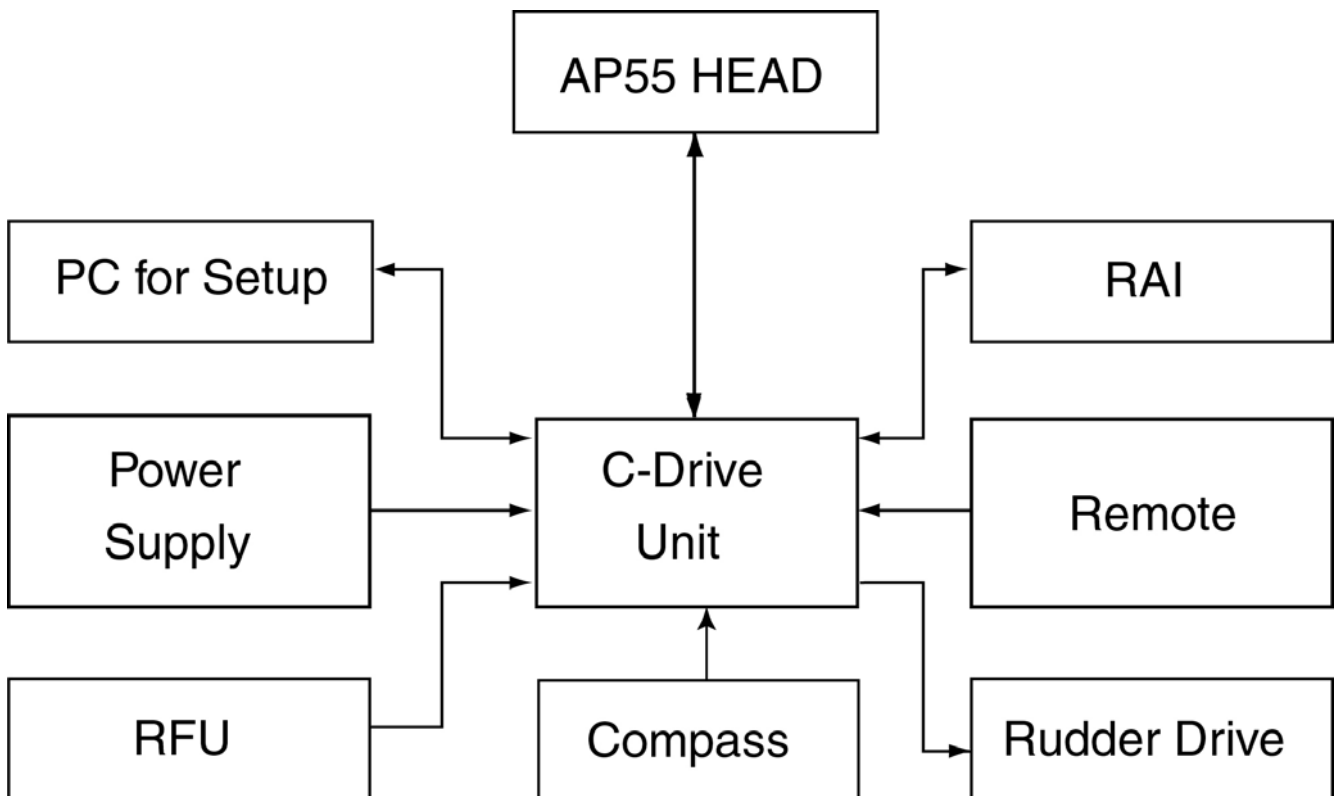 AP55 HEAD
PC for Setup
RAI
Power
Supply
C-Drive
Unit
Remote
RFU
Compass
Rudder Drive